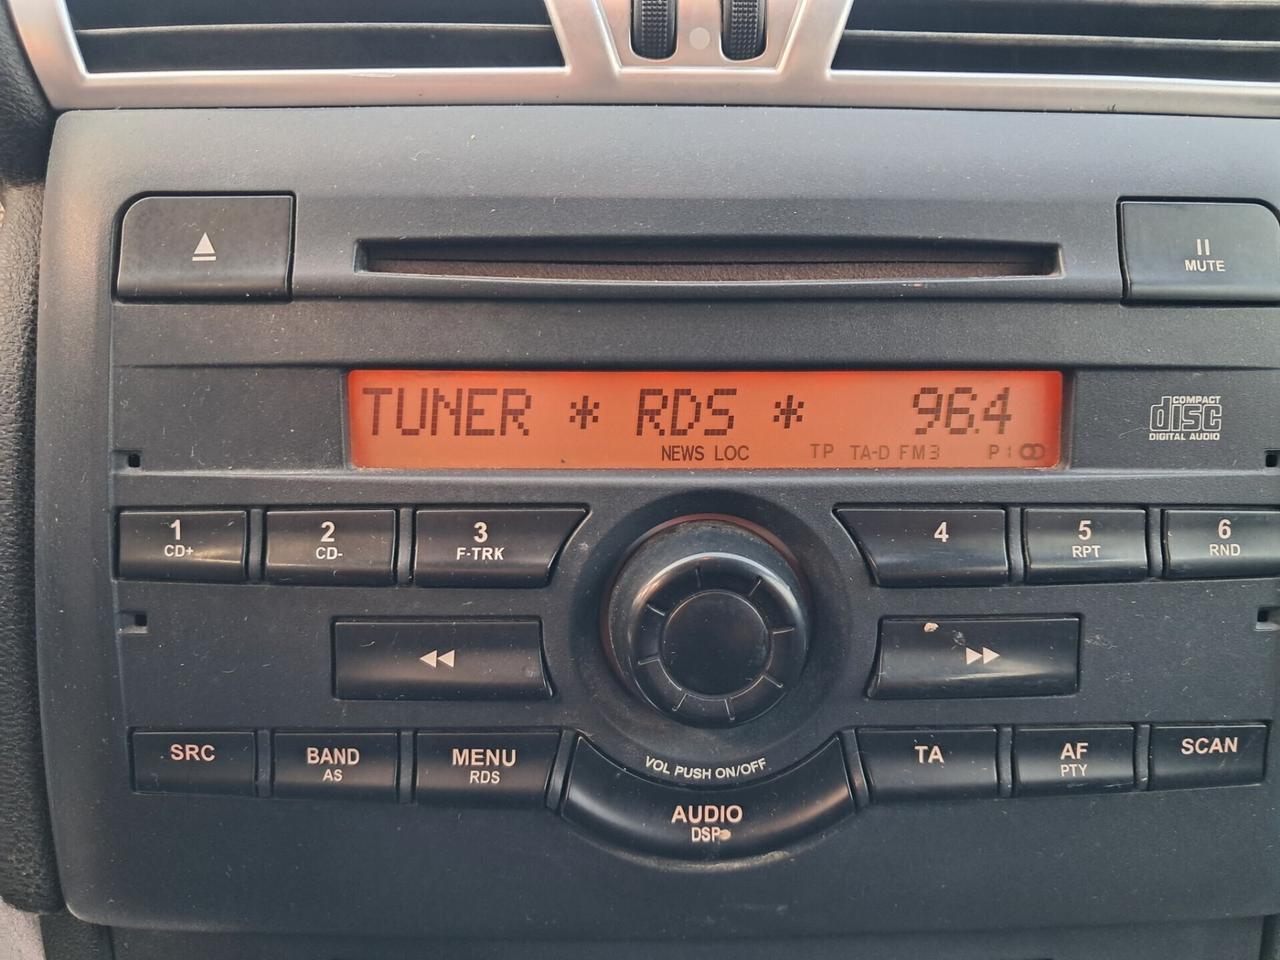 MUTE
TUNER * RDS * 96.4
NEWS LOC TP TA-D FM3 P1
COMPACT
disc
DIGITAL AUDIO
1
CD+
2
CD-
3
F-TRK
4
5
RPT
6
RND
SRC
BAND
AS
MENU
RDS
VOL PUSH ON/OFF
AUDIO
DSP
TA
AF
PTY
SCAN